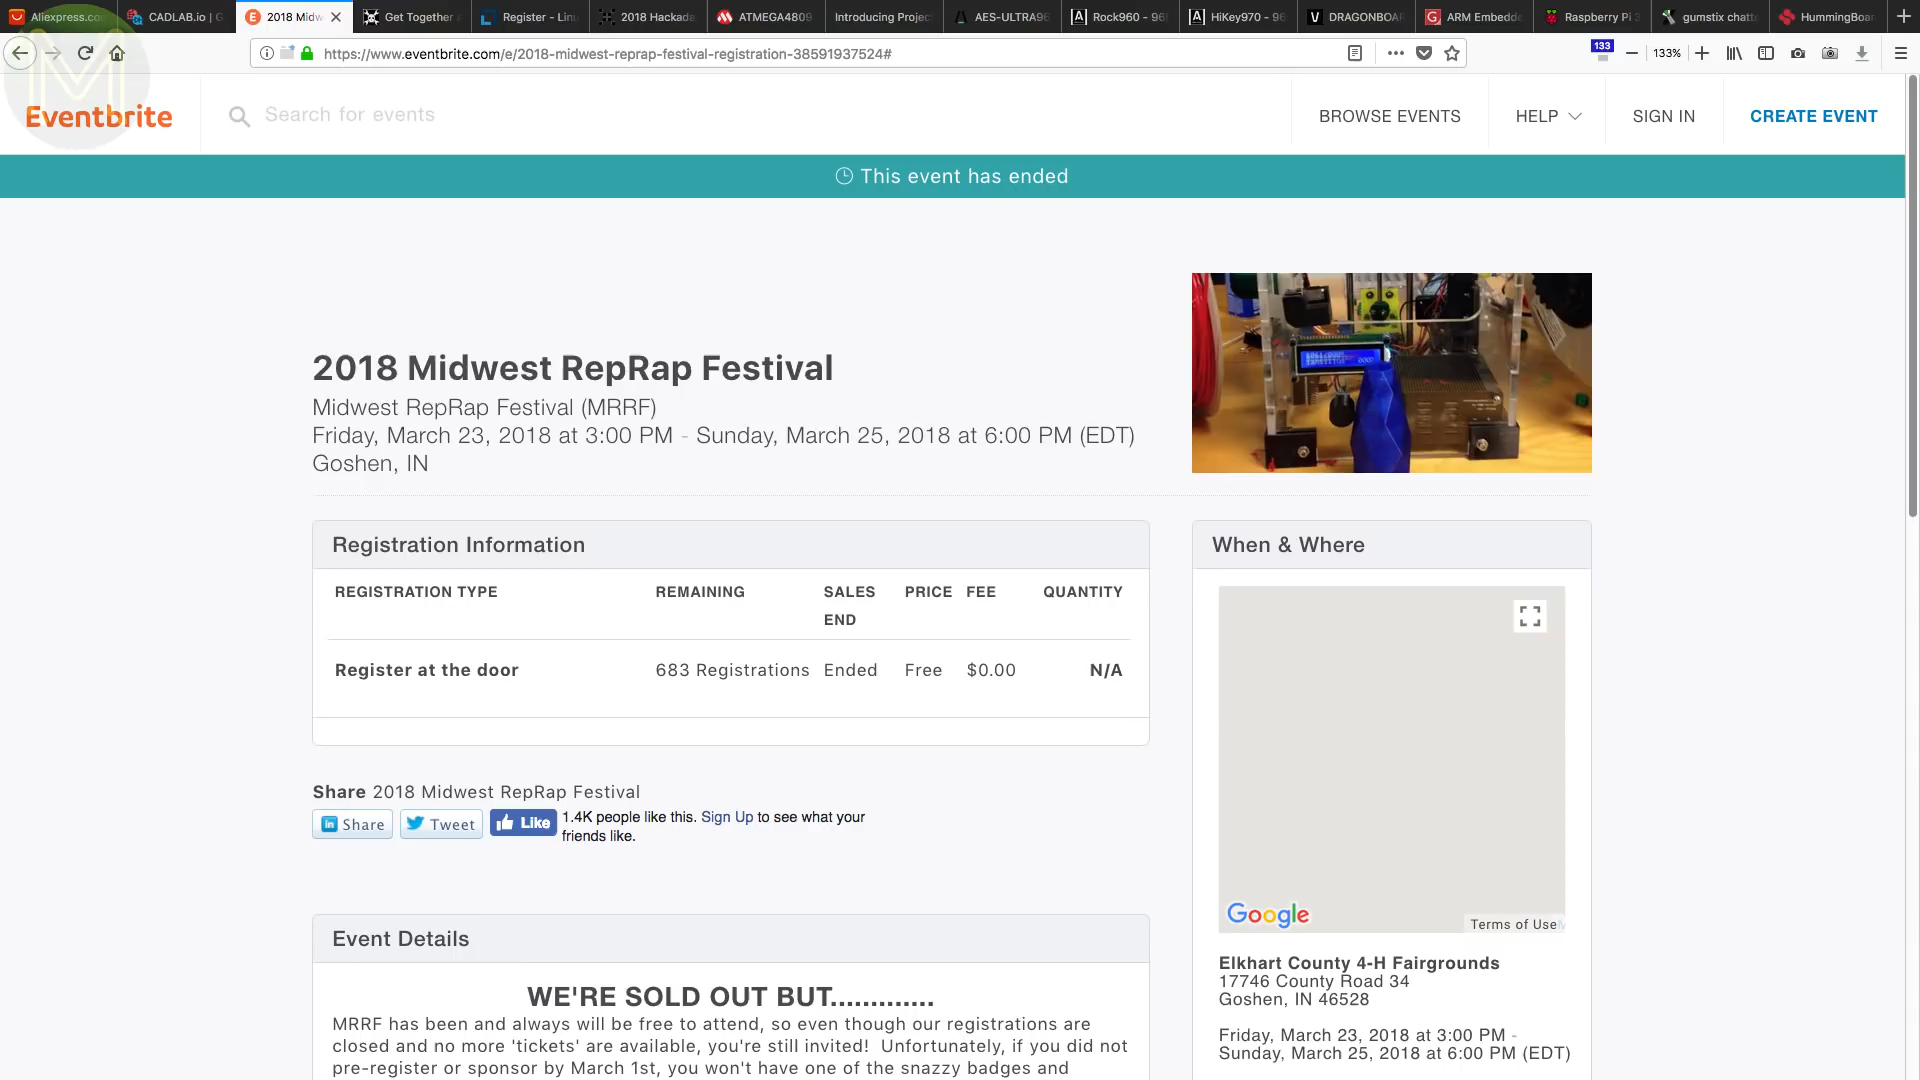 Aliexpress.co
CADLAB.io | G
2018 Midw
Get Together
Register - Linu
2018 Hackada
ATMEGA4809
Introducing Projec
AES-ULTRA96
Rock960 - 96
HiKey970 - 96
DRAGONBOAR
ARM Embedde
Raspberry Pi 3
gumstix chatt
HummingBoar
https://www.eventbrite.com/e/2018-midwest-reprap-festival-registration-38591937524#
133
133%
Eventbrite
Search for events
BROWSE EVENTS
HELP
SIGN IN
CREATE EVENT
This event has ended
2018 Midwest RepRap Festival
Midwest RepRap Festival (MRRF)
Friday, March 23, 2018 at 3:00 PM - Sunday, March 25, 2018 at 6:00 PM (EDT)
Goshen, IN
Registration Information
REGISTRATION TYPE REMAINING SALES END PRICE FEE QUANTITY
Register at the door 683 Registrations Ended Free $0.00 N/A
Share 2018 Midwest RepRap Festival
Share
Tweet
Like
1.4K people like this. Sign Up to see what your
friends like.
Event Details
WE'RE SOLD OUT BUT.............
MRRF has been and always will be free to attend, so even though our registrations are
closed and no more 'tickets' are available, you're still invited! Unfortunately, if you did not
pre-register or sponsor by March 1st, you won't have one of the snazzy badges and
When & Where
Google
Terms of Use
Elkhart County 4-H Fairgrounds
17746 County Road 34
Goshen, IN 46528
Friday, March 23, 2018 at 3:00 PM -
Sunday, March 25, 2018 at 6:00 PM (EDT)